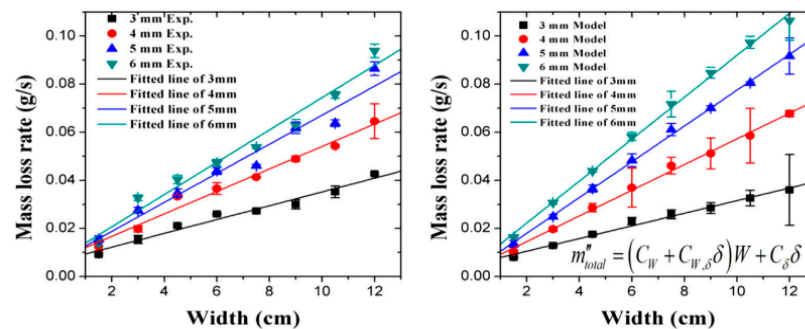 Mass loss rate (g/s)
0.10
0.08
0.06
0.04
0.02
0.00
3 mm Exp.
4 mm Exp.
5 mm Exp.
6 mm Exp.
Fitted line of 3mm
Fitted line of 4mm
Fitted line of 5mm
Fitted line of 6mm
2 4 6 8 10 12
Width (cm)
Mass loss rate (g/s)
0.10
0.08
0.06
0.04
0.02
0.00
3 mm Model
4 mm Model
5 mm Model
6 mm Model
Fitted line of 3mm
Fitted line of 4mm
Fitted line of 5mm
Fitted line of 6mm
m″total = (CW + CW,δδ)W + Cδδ
2 4 6 8 10 12
Width (cm)